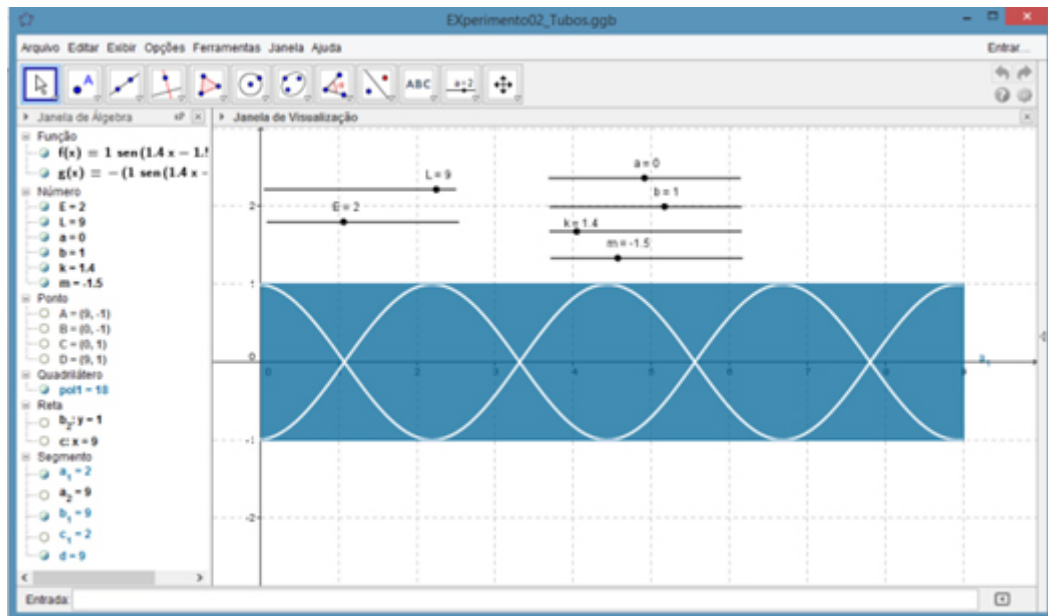 EXperimento02_Tubos.ggb
Arquivo Editar Exibir Opções Ferramentas Janela Ajuda
Entrar...
ABC
a=2
Janela de Álgebra
Janela de Visualização
Função
f(x) = 1 sen(1.4 x − 1.5
g(x) = − (1 sen(1.4 x −
Número
E = 2
L = 9
a = 0
b = 1
k = 1.4
m = -1.5
Ponto
A = (9, -1)
B = (0, -1)
C = (0, 1)
D = (9, 1)
Quadrilátero
pol1 = 18
Reta
b₂: y = 1
c: x = 9
Segmento
a₁ = 2
a₂ = 9
b₁ = 9
c₁ = 2
d = 9
L = 9
E = 2
a = 0
b = 1
k = 1.4
m = -1.5
2
1
0
-1
-2
0 1 2 3 4 5 6 7 8 9
a₁
Entrada: